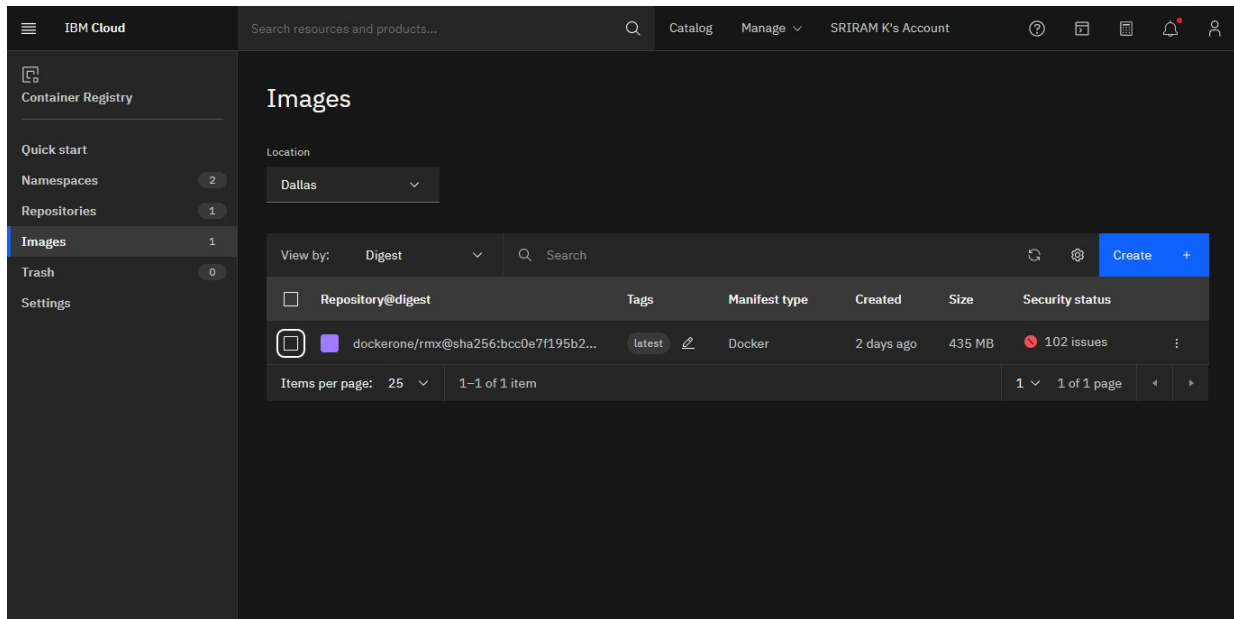 IBM Cloud
Search resources and products...
Catalog
Manage
SRIRAM K's Account
Container Registry
Quick start
Namespaces 2
Repositories 1
Images 1
Trash 0
Settings
Images
Location
Dallas
View by: Digest
Search
Create +
Repository@digest Tags Manifest type Created Size Security status
dockerone/rmx@sha256:bcc0e7f195b2... latest Docker 2 days ago 435 MB 102 issues
Items per page: 25 1–1 of 1 item 1 1 of 1 page